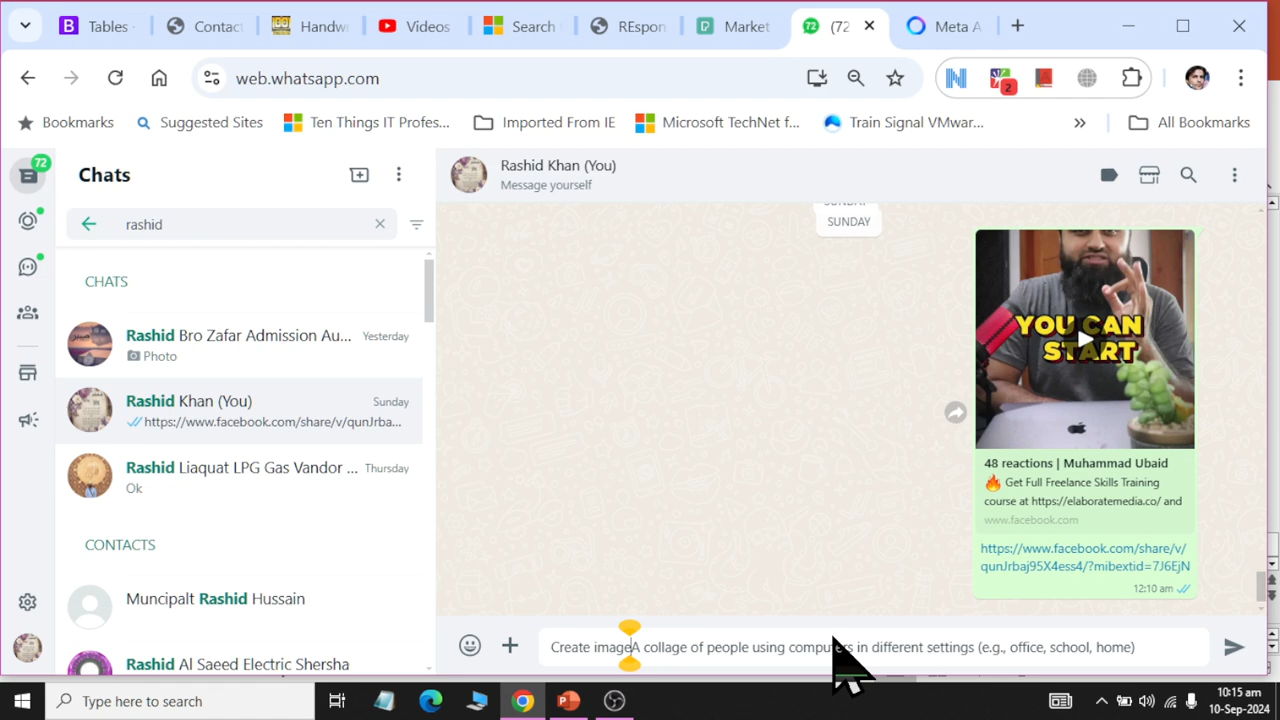 Tables
Contac
Handw
Videos
Search
REspon
Market
(72
Meta A
web.whatsapp.com
2
Bookmarks
Suggested Sites
Ten Things IT Profes...
Imported From IE
Microsoft TechNet f...
Train Signal VMwar...
»
All Bookmarks
72
Chats
rashid
CHATS
Rashid Bro Zafar Admission Au...
Yesterday
Photo
Rashid Khan (You)
Sunday
https://www.facebook.com/share/v/qunJrba...
Rashid Liaquat LPG Gas Vandor ...
Thursday
Ok
CONTACTS
Muncipalt Rashid Hussain
Rashid Al Saeed Electric Shersha
Rashid Khan (You)
Message yourself
SUNDAY
SUNDAY
YOU CAN
START
48 reactions | Muhammad Ubaid
🔥 Get Full Freelance Skills Training
course at https://elaboratemedia.co/ and
www.facebook.com
https://www.facebook.com/share/v/
qunJrbaj95X4ess4/?mibextid=7J6EjN
12:10 am
Create imageA collage of people using computers in different settings (e.g., office, school, home)
Type here to search
10:15 am
10-Sep-2024